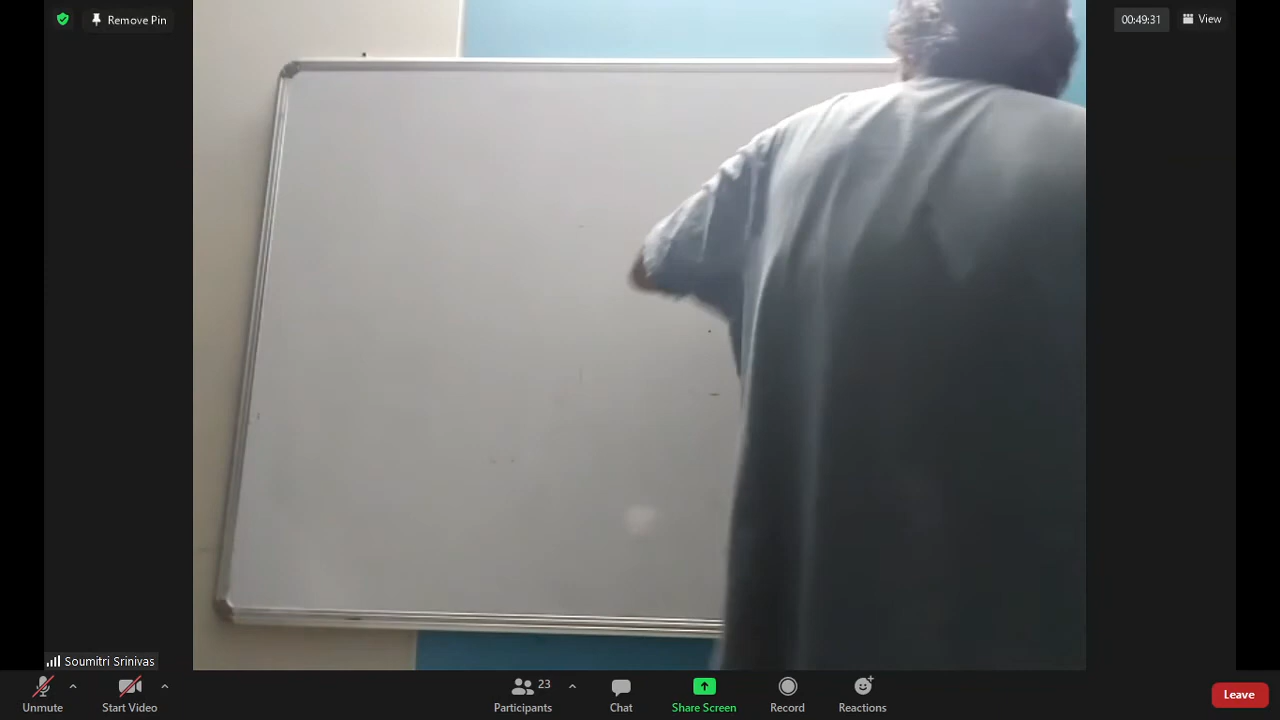 Remove Pin
00:49:31
View
Soumitri Srinivas
Unmute
Start Video
23
Participants
Chat
Share Screen
Record
Reactions
Leave